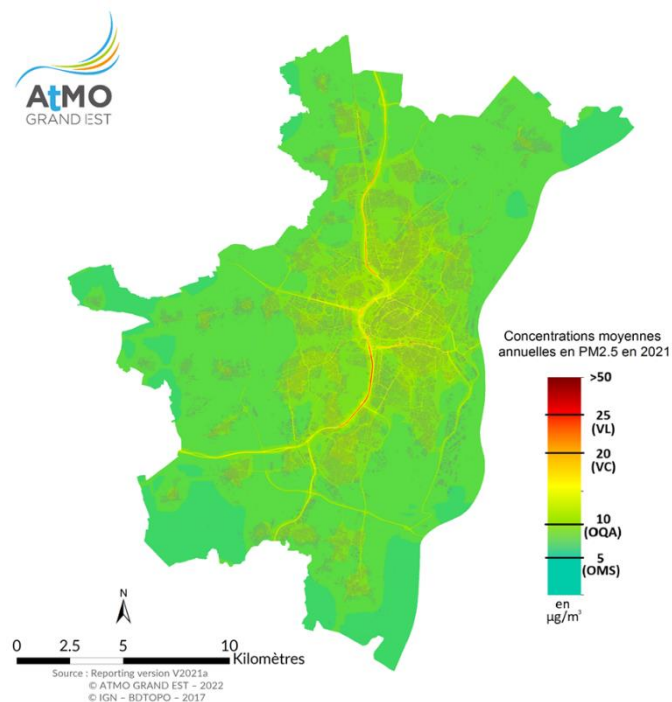 AtMO
GRAND EST
Concentrations moyennes
annuelles en PM2.5 en 2021
>50
25
(VL)
20
(VC)
10
(OQA)
5
(OMS)
en
µg/m³
N
0 2.5 5 10
Kilomètres
Source : Reporting version V2021a
© ATMO GRAND EST - 2022
© IGN - BDTOPO - 2017